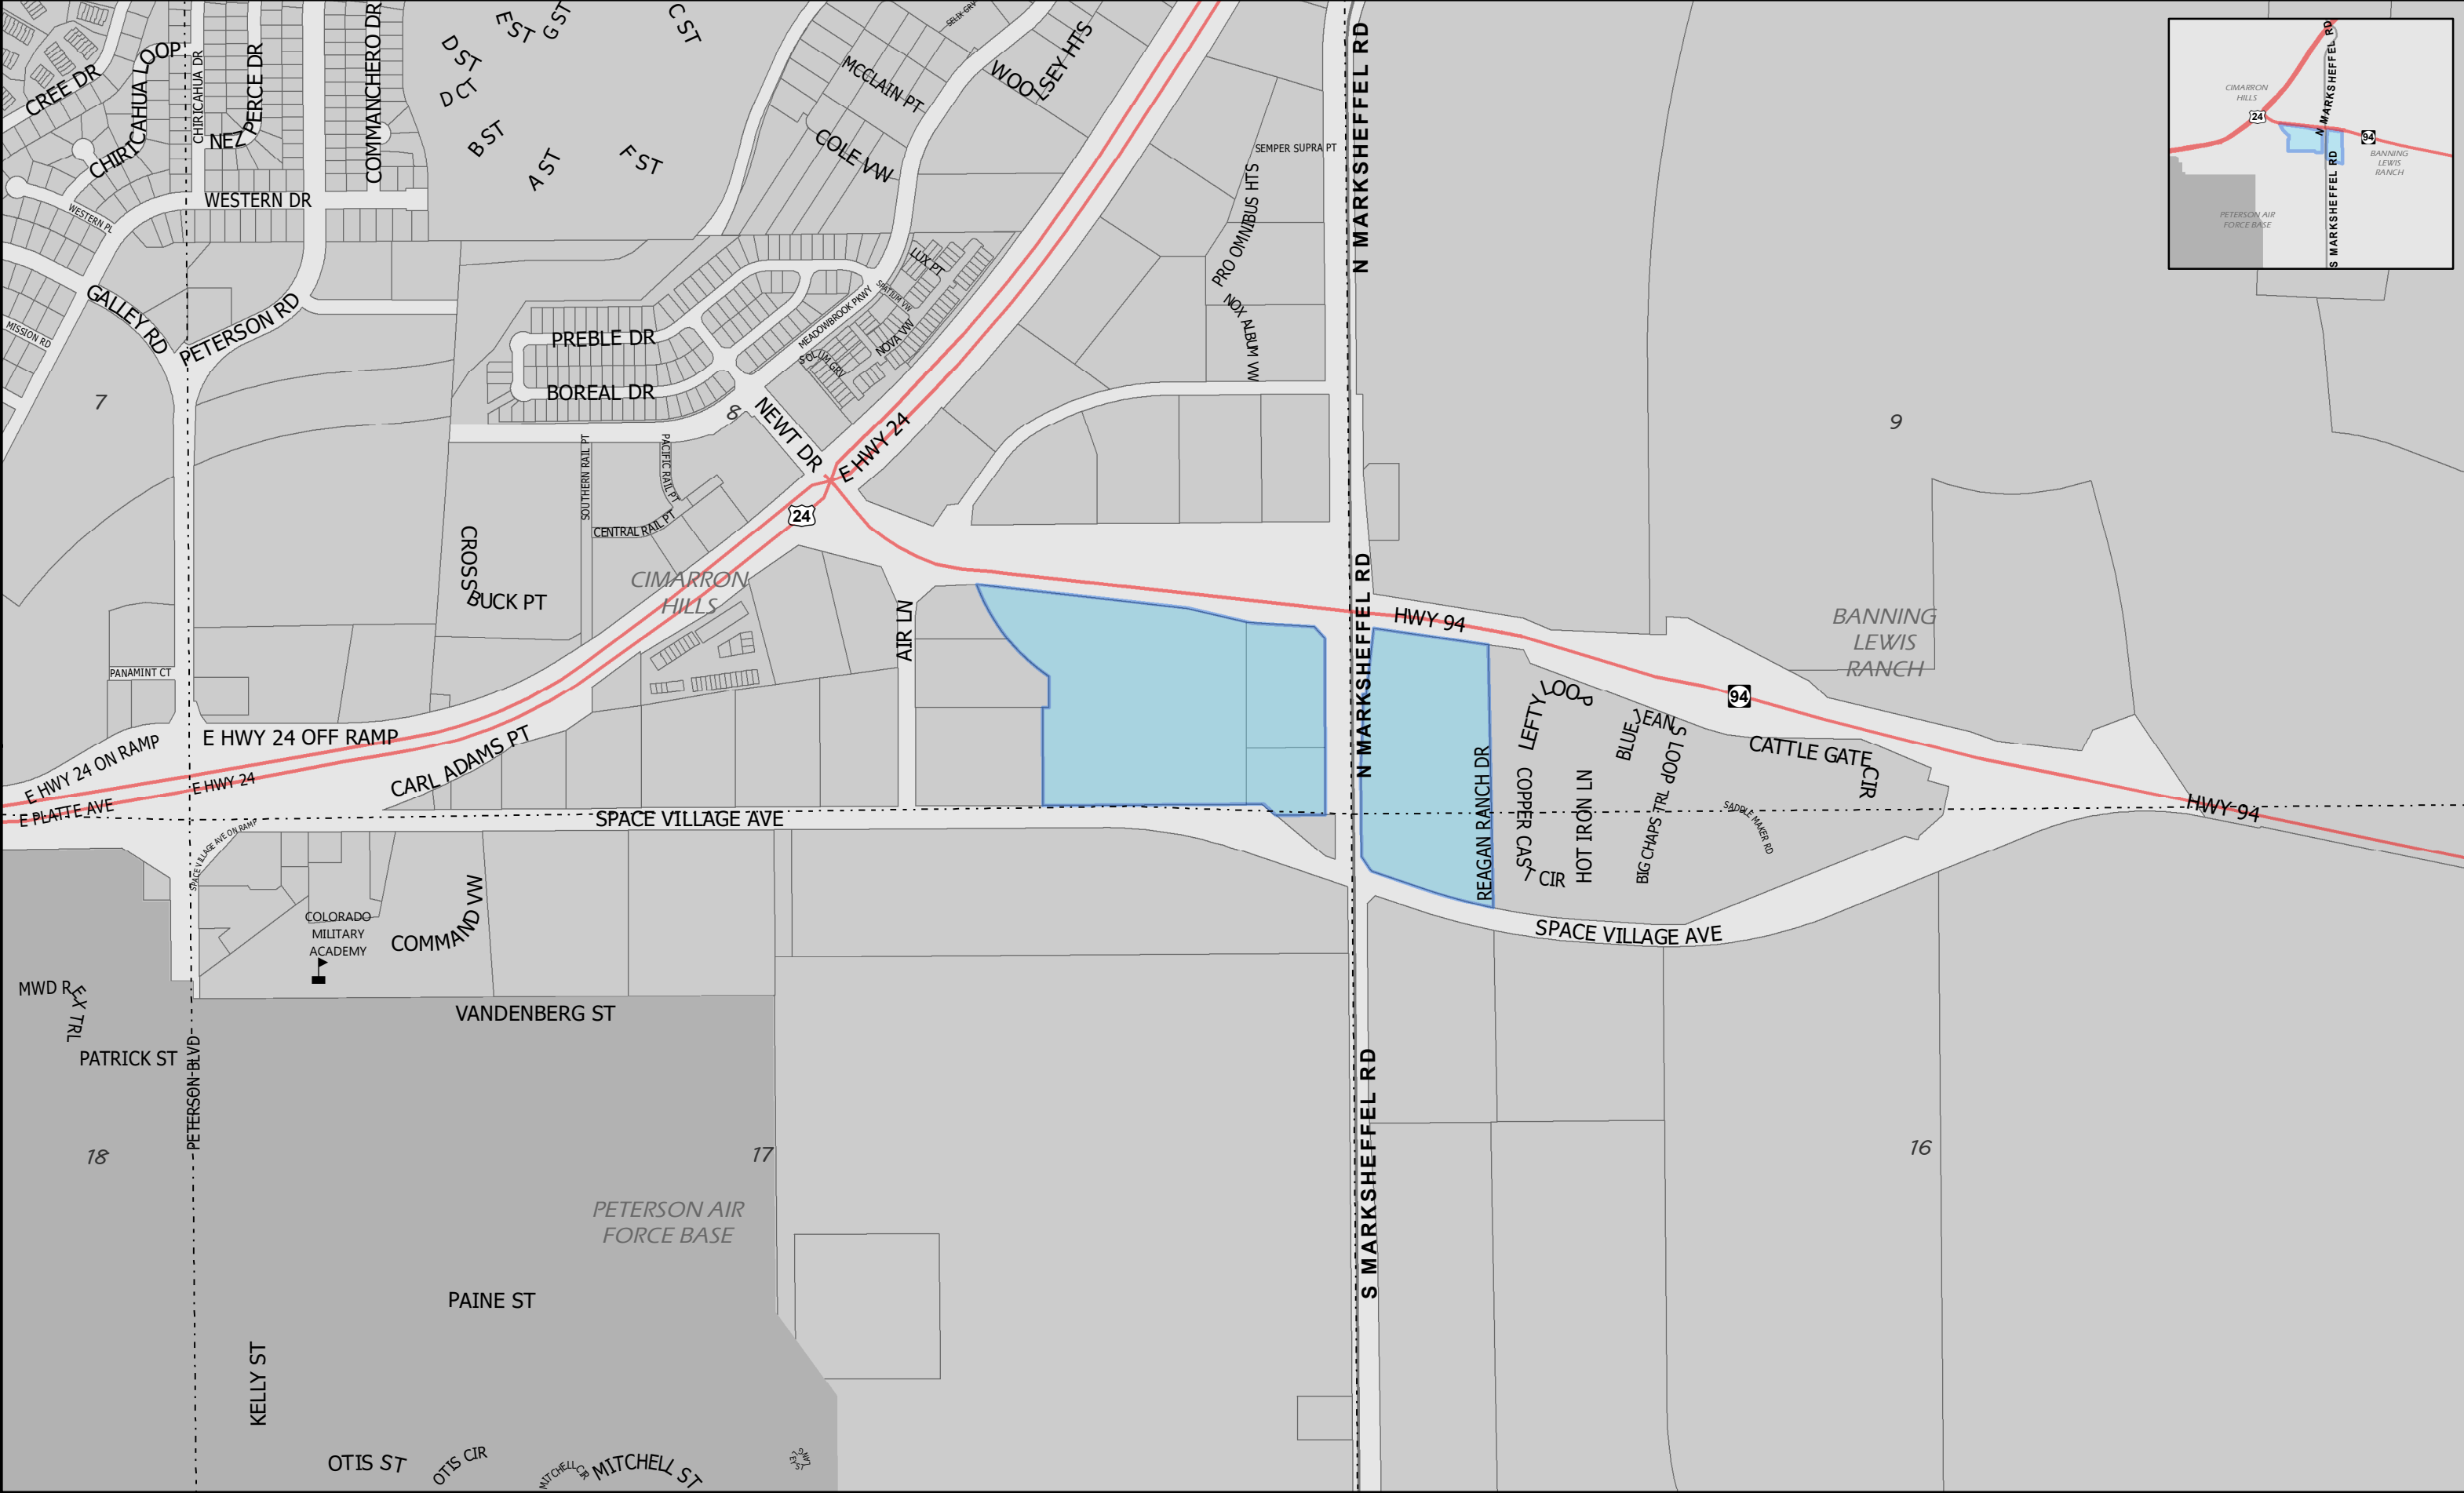 E ST
G ST
C ST
D ST
D CT
B ST
A ST
F ST
CREE DR
CHIRICAHUA LOOP
CHIRICAHUA DR
NEZ PERCE DR
COMMANCHERO DR
WESTERN DR
WESTERN PL
MCCLAIN PT
COLE VW
SELIX GRV
WOOLSEY HTS
SEMPER SUPRA PT
PRO OMNIBUS HTS
NOX ALBUM VW
N MARKSHEFFEL RD
GALLEY RD
PETERSON RD
MISSION RD
PREBLE DR
BOREAL DR
MEADOWBROOK PKWY
LUX PT
SPATIUM VW
NOVA VW
SOLUM GRV
7
8
9
NEWT DR
E HWY 24
24
SOUTHERN RAIL PT
PACIFIC RAIL PT
CENTRAL RAIL PT
CROSS BUCK PT
CIMARRON
HILLS
AIR LN
PANAMINT CT
N MARKSHEFFEL RD
HWY 94
94
BANNING
LEWIS
RANCH
LEFTY LOOP
BLUE JEANS LOOP
CATTLE GATE CIR
COPPER CAST CIR
HOT IRON LN
BIG CHAPS TRL
SADDLE MAKER RD
REAGAN RANCH DR
HWY 94
E HWY 24 ON RAMP
E HWY 24 OFF RAMP
E HWY 24
E PLATTE AVE
CARL ADAMS PT
SPACE VILLAGE AVE
SPACE VILLAGE AVE ON RAMP
SPACE VILLAGE AVE
COLORADO
MILITARY
ACADEMY
COMMAND VW
MWD REX TRL
VANDENBERG ST
PATRICK ST
PETERSON BLVD
18
17
16
PETERSON AIR
FORCE BASE
S MARKSHEFFEL RD
PAINE ST
KELLY ST
OTIS ST
OTIS CIR
MITCHELL CIR
MITCHELL ST
N MARKSHEFFEL RD
CIMARRON
HILLS
24
94
BANNING
LEWIS
RANCH
PETERSON AIR
FORCE BASE
N MARKSHEFFEL RD
S MARKSHEFFEL RD